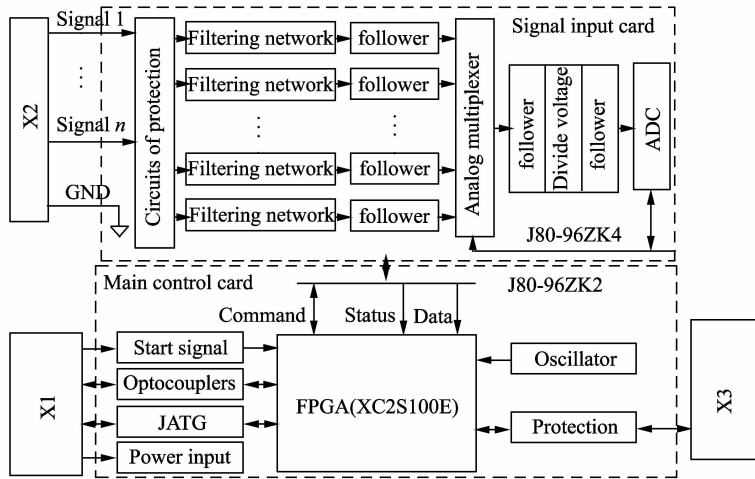 Signal 1
Signal n
GND
X2
Circuits of protection
Filtering network
follower
Filtering network
follower
Filtering network
follower
Filtering network
follower
Analog multiplexer
Signal input card
follower
Divide voltage
follower
ADC
J80-96ZK4
Main control card
J80-96ZK2
Command
Status
Data
X1
Start signal
Optocouplers
JATG
Power input
FPGA(XC2S100E)
Oscillator
Protection
X3